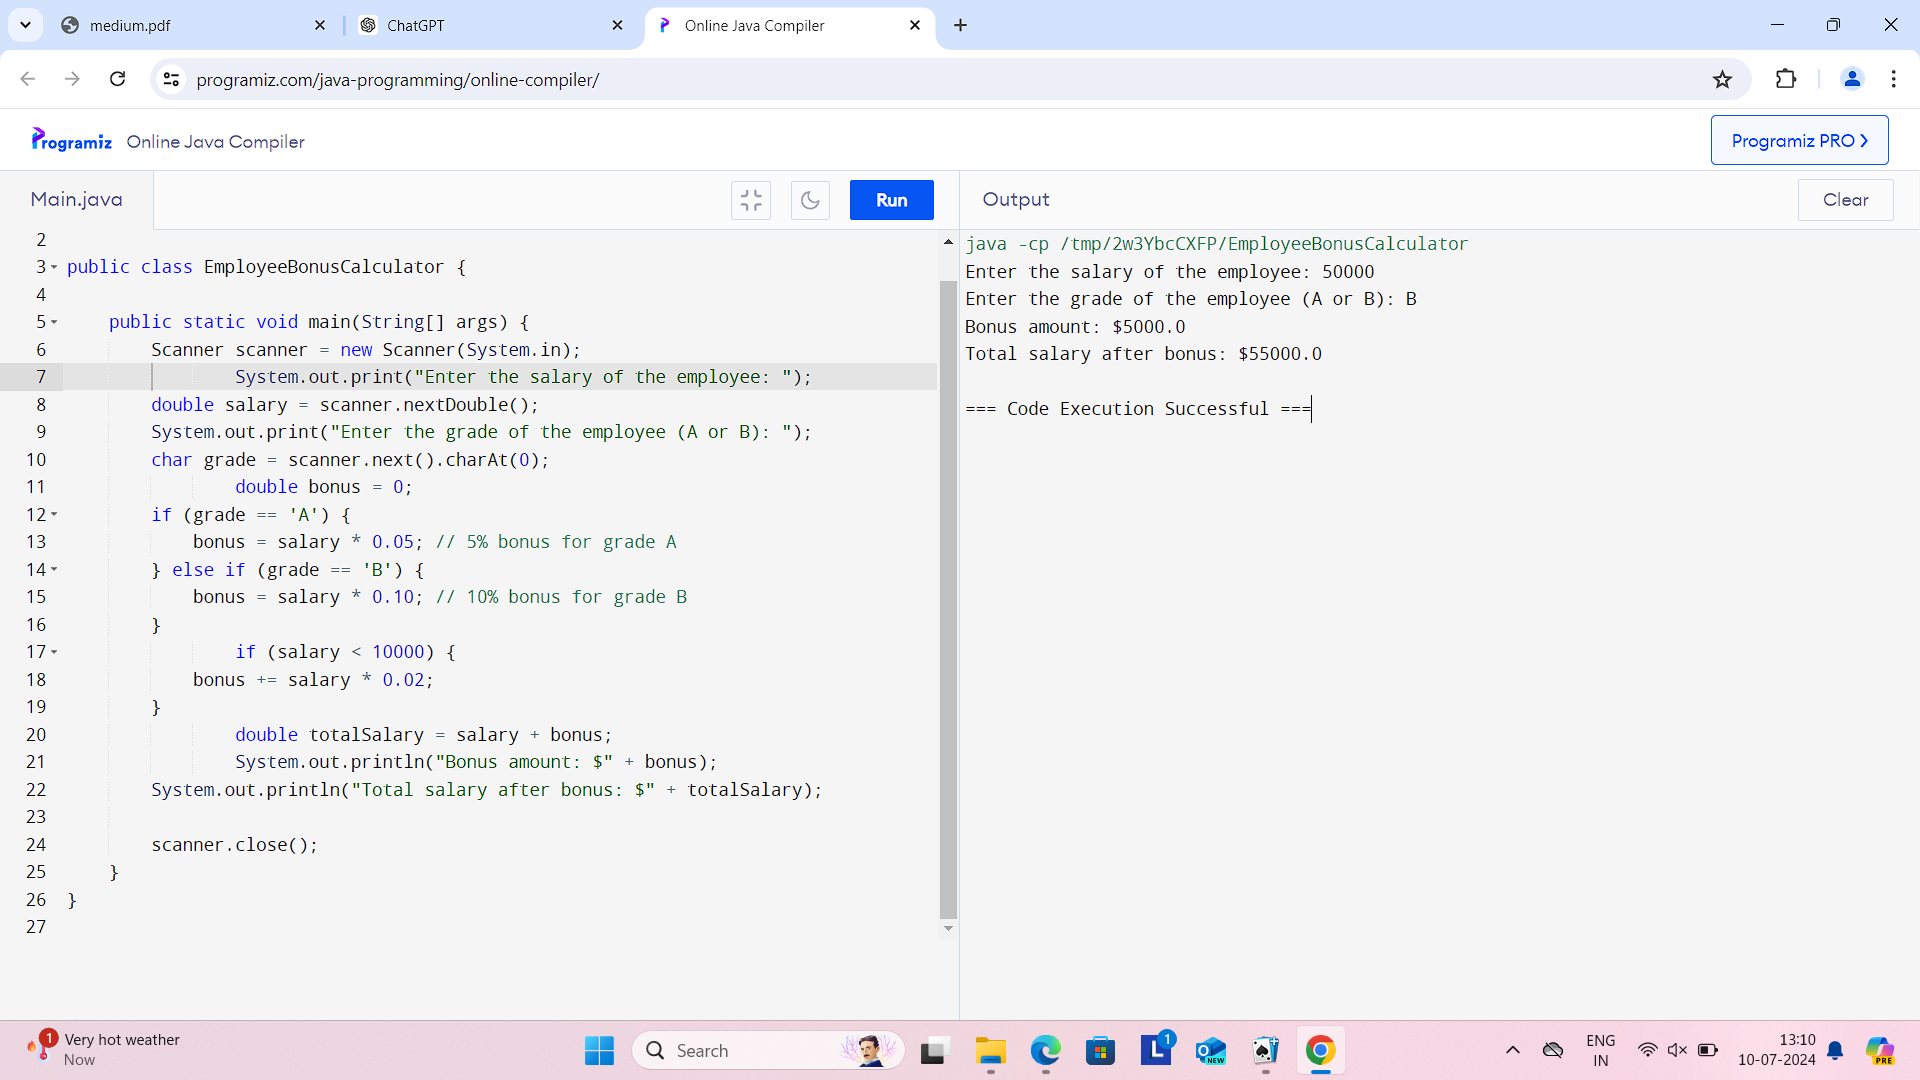 medium.pdf
ChatGPT
Online Java Compiler
programiz.com/java-programming/online-compiler/
Programiz Online Java Compiler
Programiz PRO
Main.java
Run
2
3 public class EmployeeBonusCalculator {
4
5 public static void main(String[] args) {
6 Scanner scanner = new Scanner(System.in);
7 System.out.print("Enter the salary of the employee: ");
8 double salary = scanner.nextDouble();
9 System.out.print("Enter the grade of the employee (A or B): ");
10 char grade = scanner.next().charAt(0);
11 double bonus = 0;
12 if (grade == 'A') {
13 bonus = salary * 0.05; // 5% bonus for grade A
14 } else if (grade == 'B') {
15 bonus = salary * 0.10; // 10% bonus for grade B
16 }
17 if (salary < 10000) {
18 bonus += salary * 0.02;
19 }
20 double totalSalary = salary + bonus;
21 System.out.println("Bonus amount: $" + bonus);
22 System.out.println("Total salary after bonus: $" + totalSalary);
23
24 scanner.close();
25 }
26 }
27
Output
Clear
java -cp /tmp/2w3YbcCXFP/EmployeeBonusCalculator
Enter the salary of the employee: 50000
Enter the grade of the employee (A or B): B
Bonus amount: $5000.0
Total salary after bonus: $55000.0
=== Code Execution Successful ===
1
Very hot weather
Now
Search
L
1
NEW
ENG
IN
13:10
10-07-2024
PRE